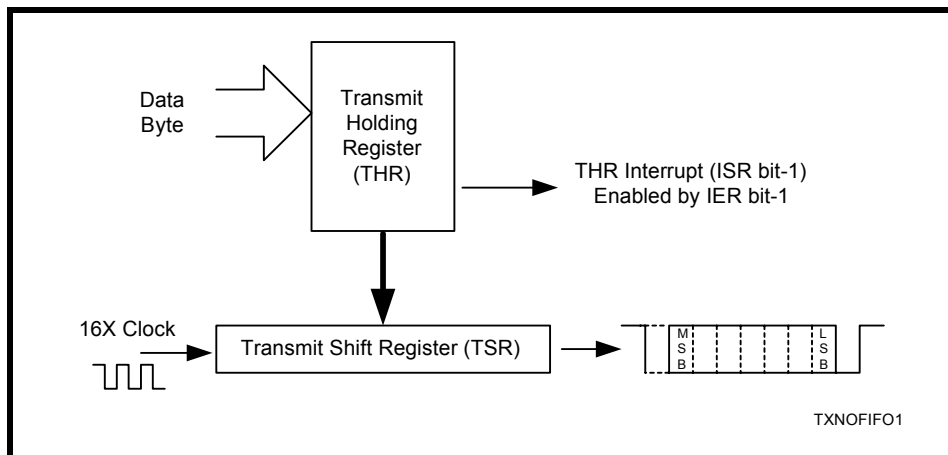 Data
Byte
Transmit
Holding
Register
(THR)
THR Interrupt (ISR bit-1)
Enabled by IER bit-1
16X Clock
Transmit Shift Register (TSR)
M
S
B
L
S
B
TXNOFIFO1